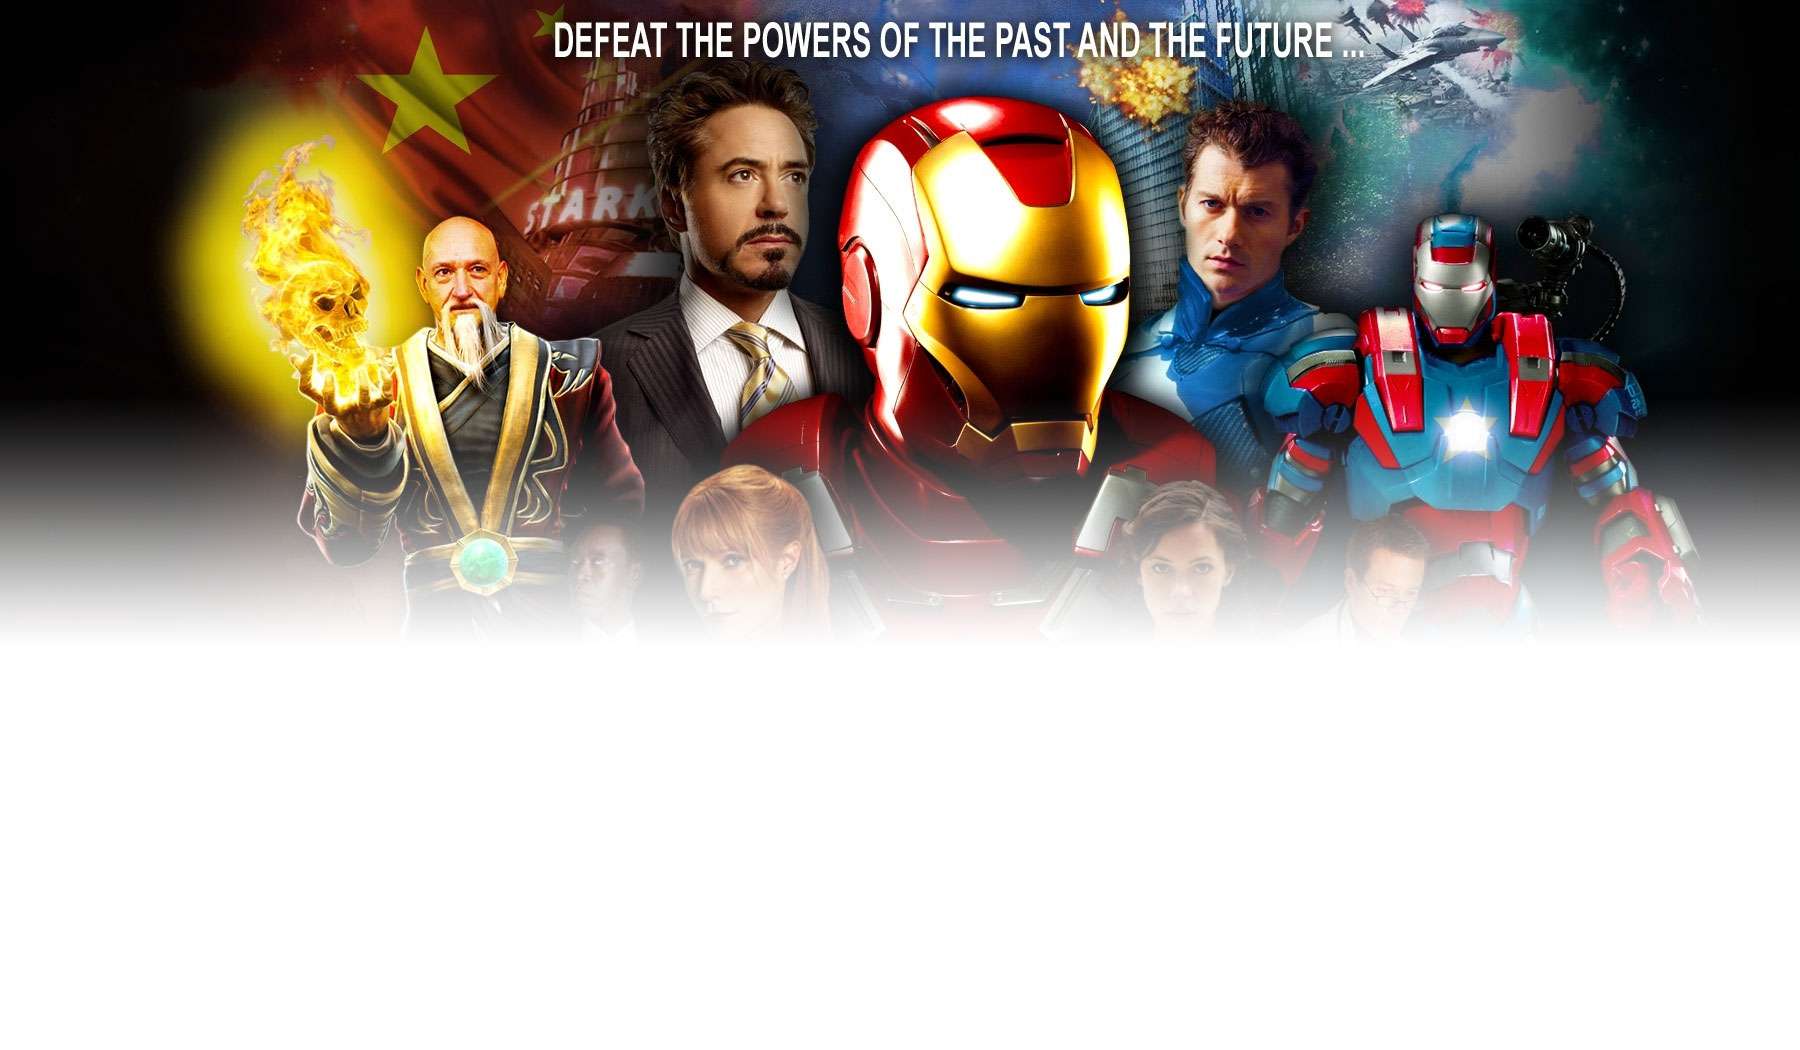 DEFEAT THE POWERS OF THE PAST AND THE FUTURE ...
STARK